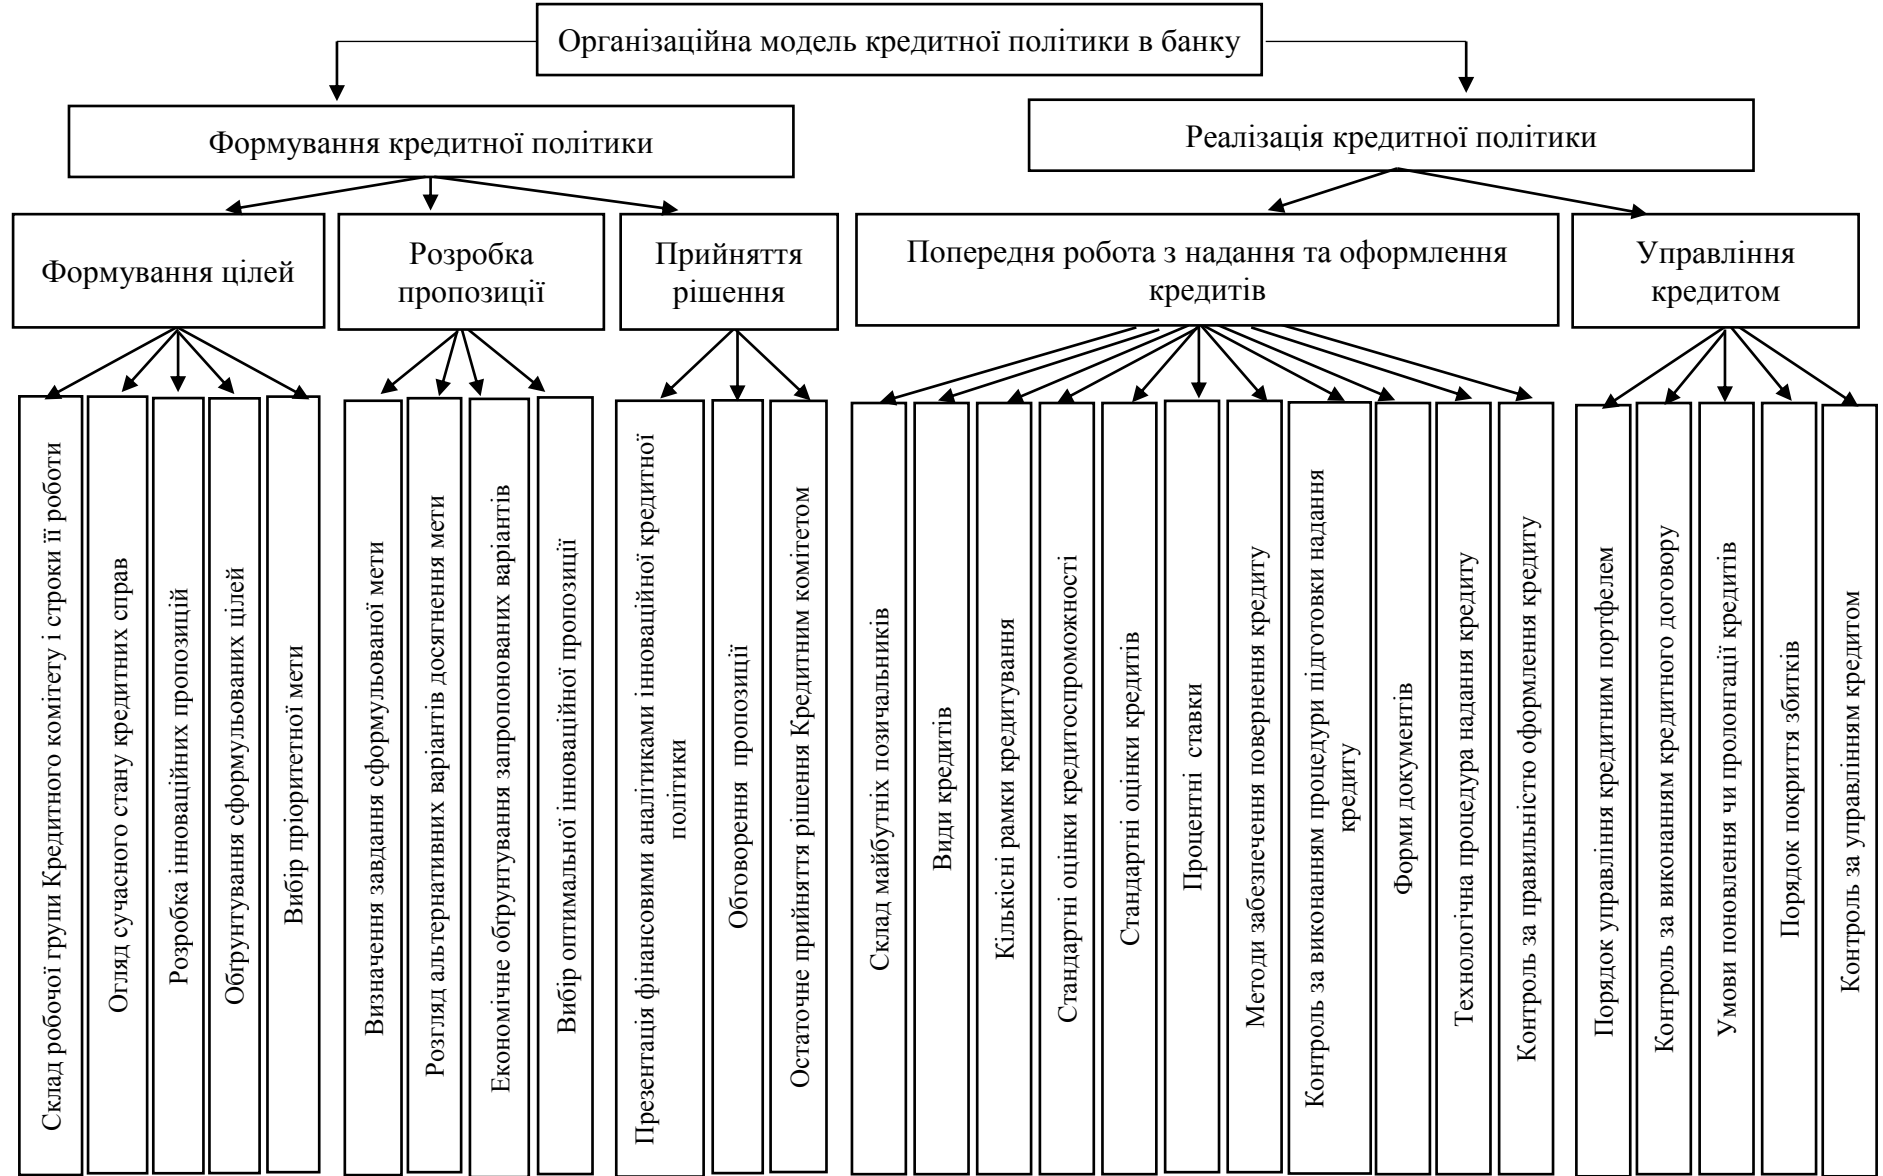 Організаційна модель кредитної політики в банку
Формування кредитної політики
Реалізація кредитної політики
Формування цілей
Розробка
пропозиції
Прийняття
рішення
Попередня робота з надання та оформлення
кредитів
Управління
кредитом
Склад робочої групи Кредитного комітету і строки її роботи
Огляд сучасного стану кредитних справ
Розробка інноваційних пропозицій
Обґрунтування сформульованих цілей
Вибір пріоритетної мети
Визначення завдання сформульованої мети
Розгляд альтернативних варіантів досягнення мети
Економічне обґрунтування запропонованих варіантів
Вибір оптимальної інноваційної пропозиції
Презентація фінансовими аналітиками інноваційної кредитної
політики
Обговорення пропозиції
Остаточне прийняття рішення Кредитним комітетом
Склад майбутніх позичальників
Види кредитів
Кількісні рамки кредитування
Стандартні оцінки кредитоспроможності
Стандартні оцінки кредитів
Процентні ставки
Методи забезпечення повернення кредиту
Контроль за виконанням процедури підготовки надання
кредиту
Форми документів
Технологічна процедура надання кредиту
Контроль за правильністю оформлення кредиту
Порядок управління кредитним портфелем
Контроль за виконанням кредитного договору
Умови поновлення чи пролонгації кредитів
Порядок покриття збитків
Контроль за управлінням кредитом